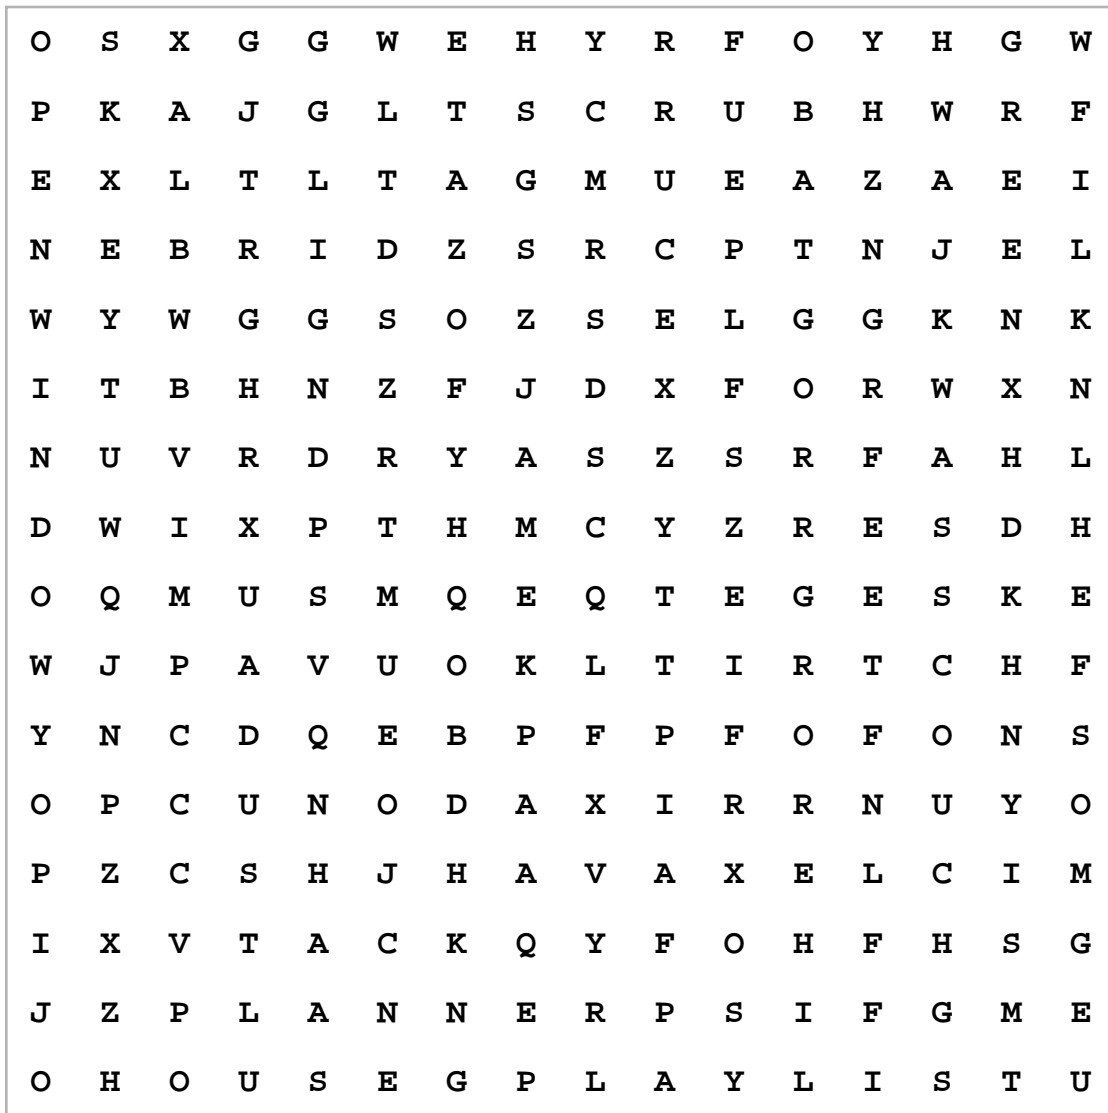 O S X G G W E H Y R F O Y H G W
P K A J G L T S C R U B H W R F
E X L T L T A G M U E A Z A E I
N E B R I D Z S R C P T N J E L
W Y W G G S O Z S E L G G K N K
I T B H N Z F J D X F O R W X N
N U V R D R Y A S Z S R F A H L
D W I X P T H M C Y Z R E S D H
O Q M U S M Q E Q T E G E S K E
W J P A V U O K L T I R T C H F
Y N C D Q E B P F P F O F O N S
O P C U N O D A X I R R N U Y O
P Z C S H J H A V A X E L C I M
I X V T A C K Q Y F O H F H S G
J Z P L A N N E R P S I F G M E
O H O U S E G P L A Y L I S T U